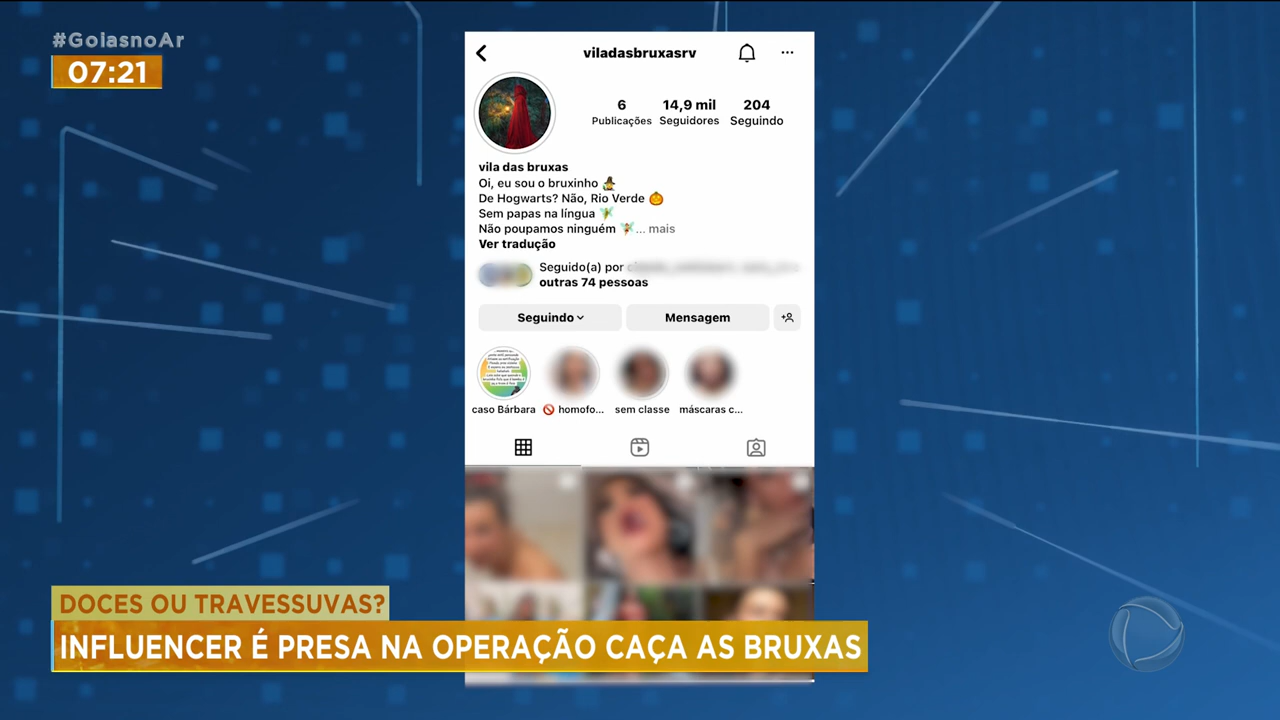 #GoiasnoAr
07:21
viladasbruxasrv
6
14,9 mil
204
Publicações
Seguidores
Seguindo
vila das bruxas
Oi, eu sou o bruxinho
De Hogwarts? Não, Rio Verde
Sem papas na língua
Não poupamos ninguém ... mais
Ver tradução
Seguido(a) por
outras 74 pessoas
Seguindo
Mensagem
caso Bárbara
homofo...
sem classe
máscaras c...
DOCES OU TRAVESSUVAS?
INFLUENCER É PRESA NA OPERAÇÃO CAÇA AS BRUXAS